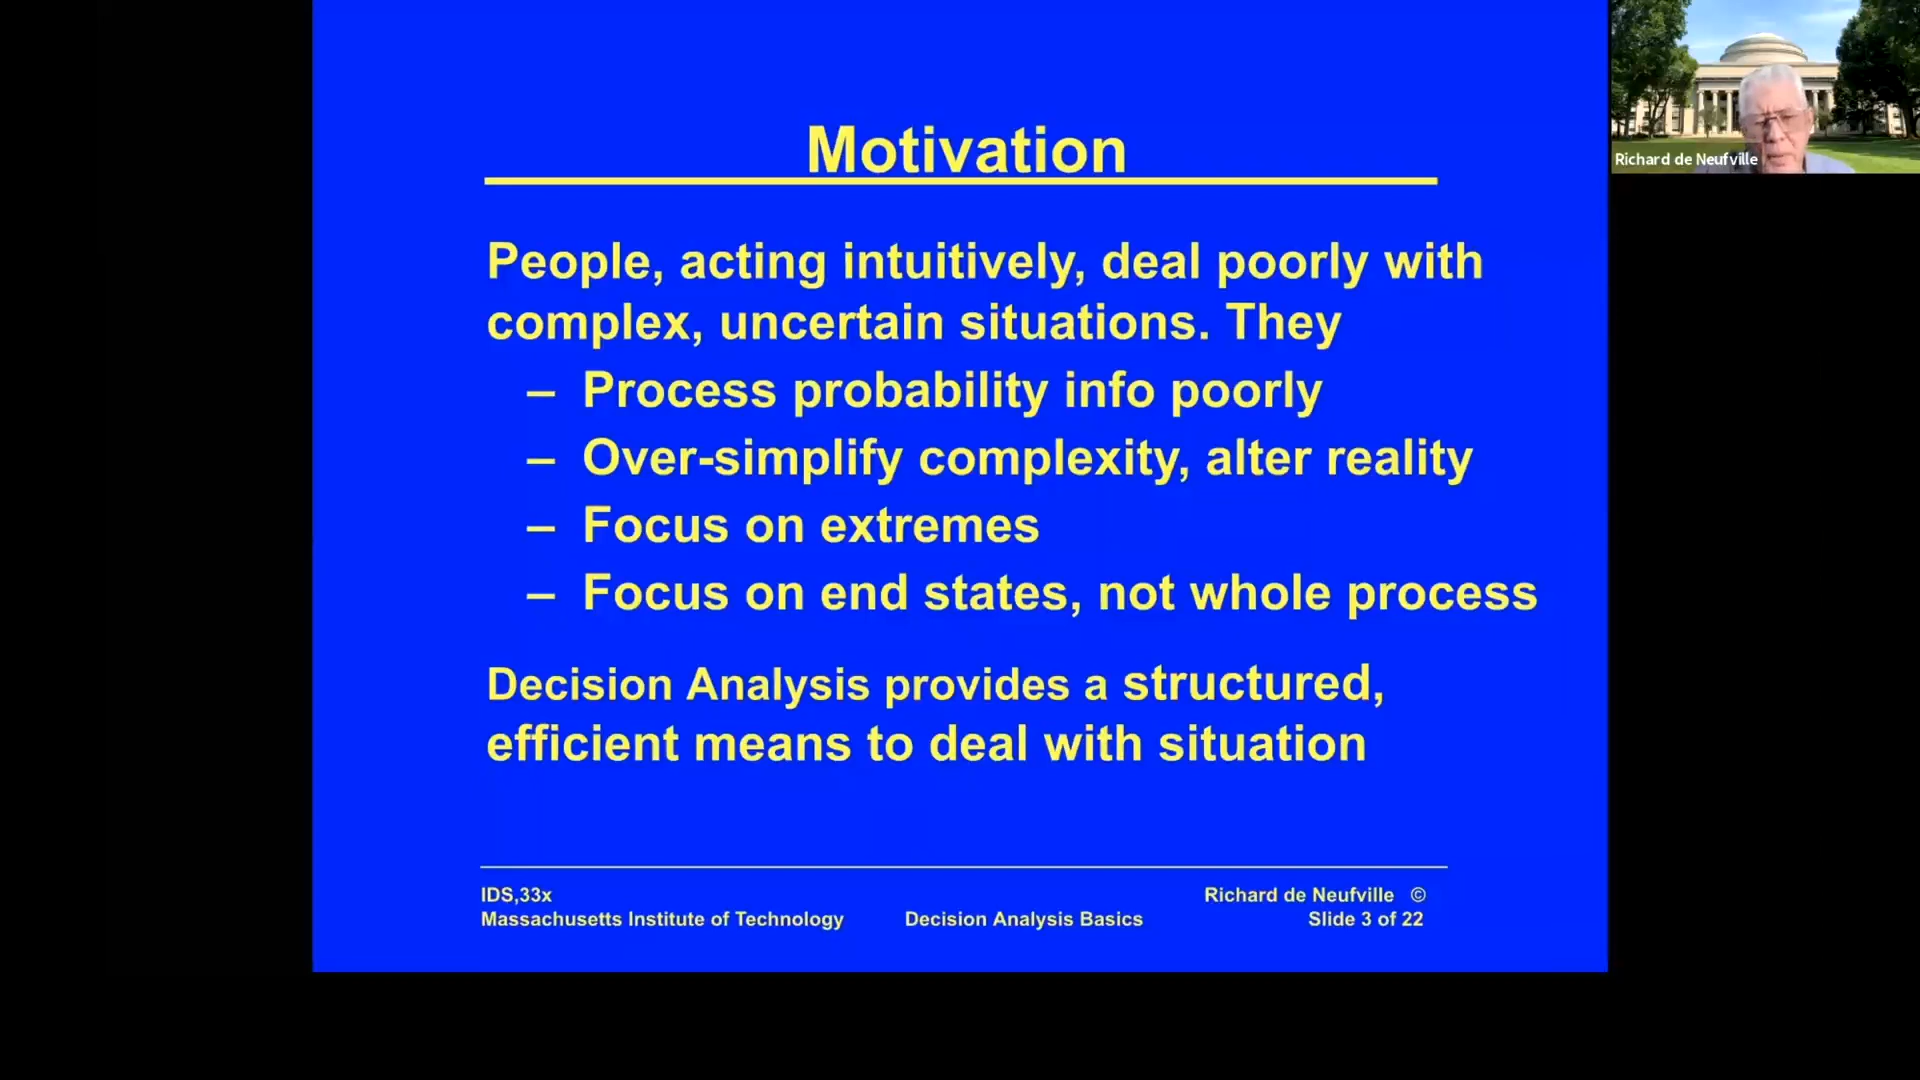 Motivation
People, acting intuitively, deal poorly with
complex, uncertain situations. They
– Process probability info poorly
– Over-simplify complexity, alter reality
– Focus on extremes
– Focus on end states, not whole process
Decision Analysis provides a structured,
efficient means to deal with situation
IDS,33x
Richard de Neufville ©
Massachusetts Institute of Technology
Decision Analysis Basics
Slide 3 of 22
Richard de Neufville